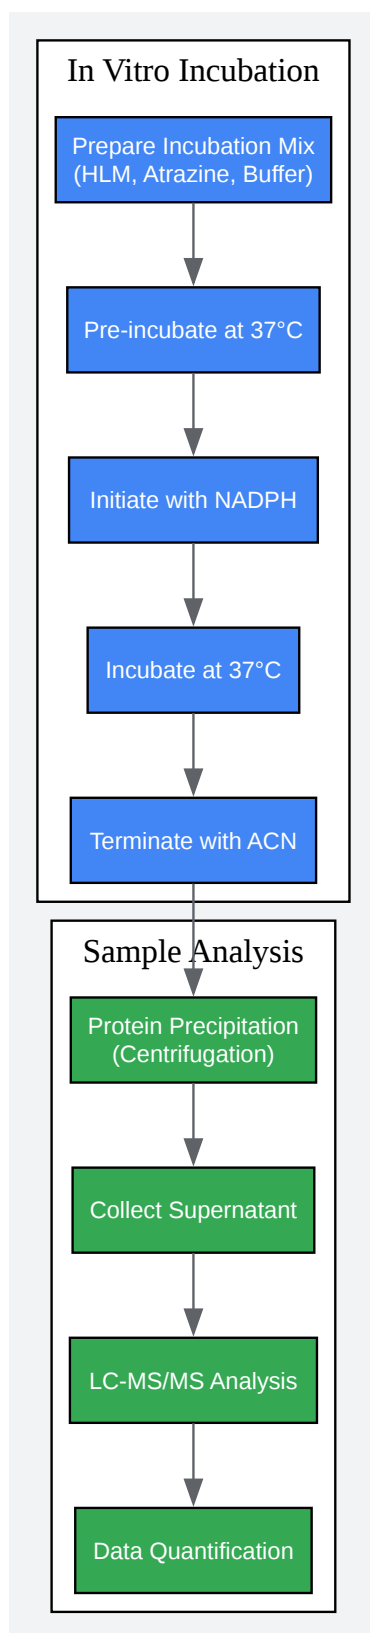 In Vitro Incubation
Prepare Incubation Mix
(HLM, Atrazine, Buffer)
Pre-incubate at 37°C
Initiate with NADPH
Incubate at 37°C
Terminate with ACN
Sample Analysis
Protein Precipitation
(Centrifugation)
Collect Supernatant
LC-MS/MS Analysis
Data Quantification